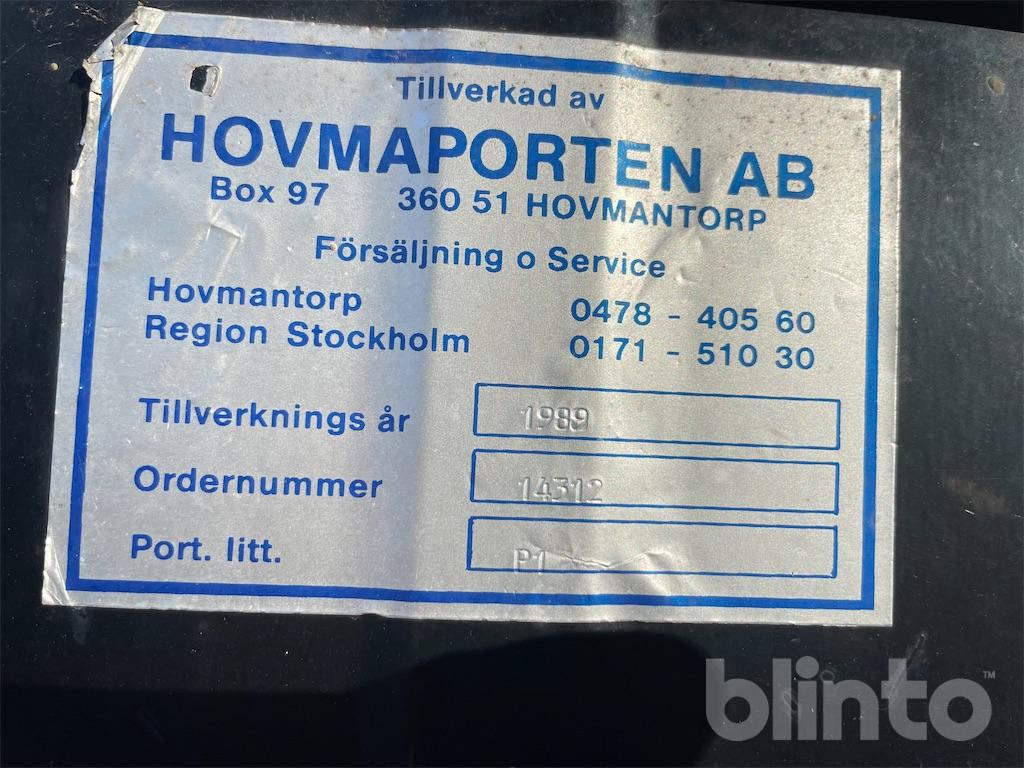 Tillverkad av
HOVMAPORTEN AB
Box 97 360 51 HOVMANTORP
Försäljning o Service
Hovmantorp 0478 - 405 60
Region Stockholm 0171 - 510 30
Tillverknings år 1989
Ordernummer 14312
Port. litt. P1
blinto™